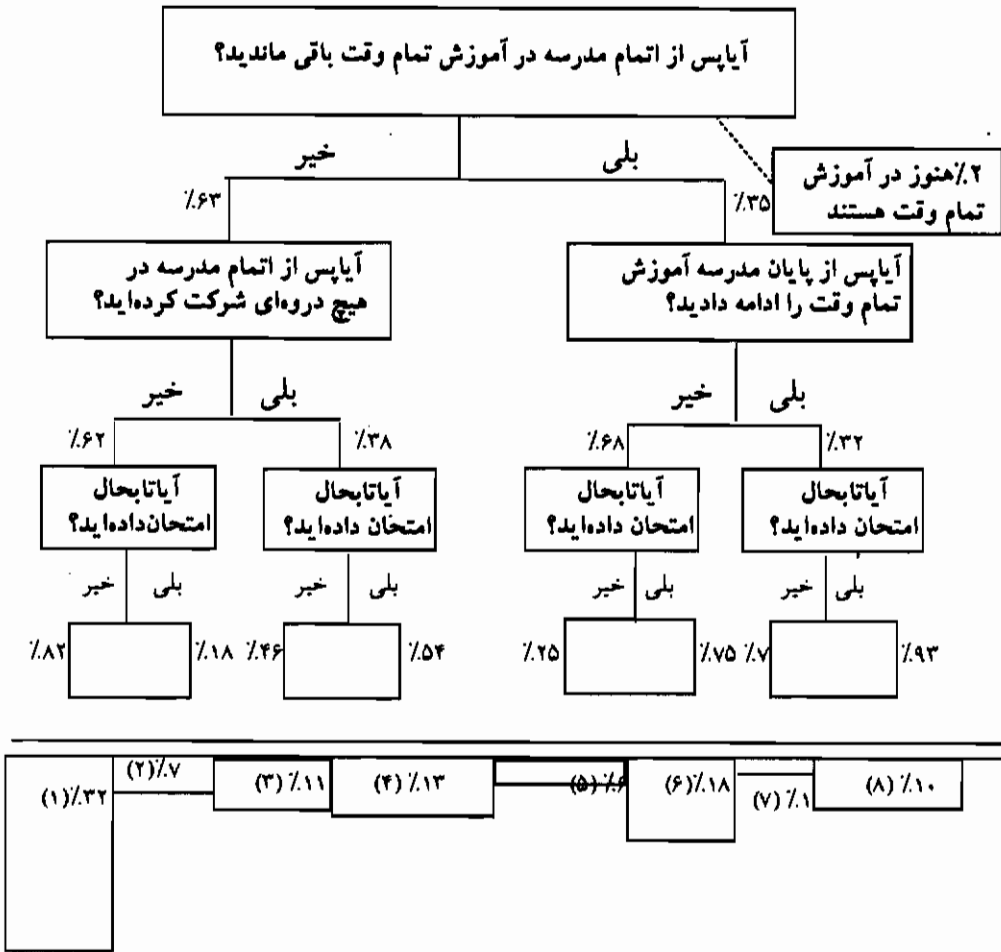 آیاپس از اتمام مدرسه در آموزش تمام وقت باقی ماندید؟
خیر
بلی
٪۲هنوز در آموزش
تمام وقت هستند
٪۶۳
٪۳۵
آیاپس از پایان مدرسه آموزش
تمام وقت را ادامه دادید؟
آیاپس از اتمام مدرسه در
هیچ دروه‌ای شرکت کرده‌اید؟
بلی
خیر
بلی
خیر
٪۳۲
٪۶۸
٪۳۸
٪۶۲
آیاتابحال
امتحان داده‌اید؟
آیاتابحال
امتحان داده‌اید؟
آیاتابحال
امتحان داده‌اید؟
آیاتابحال
امتحان‌داده‌اید؟
بلی
خیر
بلی
خیر
بلی
خیر
بلی
خیر
٪۹۳
٪۷
٪۷۵
٪۲۵
٪۵۴
٪۴۶
٪۱۸
٪۸۲
(۱)٪۳۲
(۲)٪۷
(۳)٪۱۱
(۴)٪۱۳
(۵)٪۶
(۶)٪۱۸
(۷)٪۱
(۸)٪۱۰